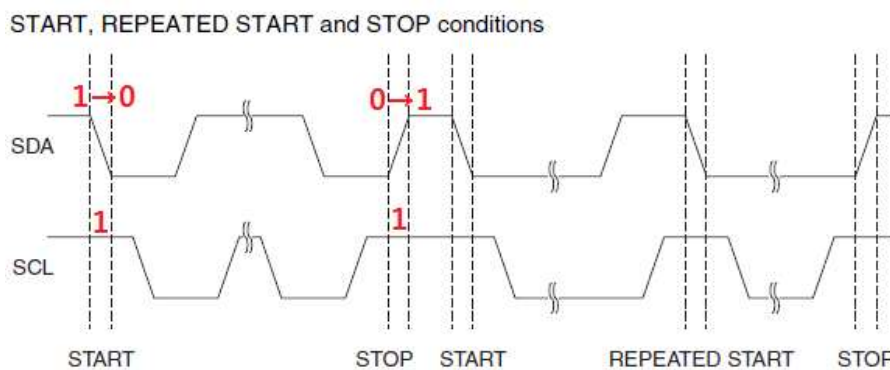 START, REPEATED START and STOP conditions
1→0 0→1
SDA
1 1
SCL
START STOP START REPEATED START STOP